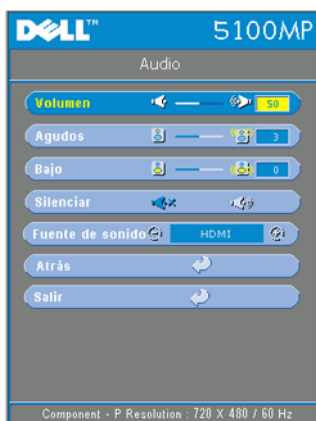 DELL™ 5100MP
Audio
Volumen 50
Agudos 3
Bajo 0
Silenciar
Fuente de sonido HDMI
Atrás
Salir
Component - P Resolution : 720 X 480 / 60 Hz